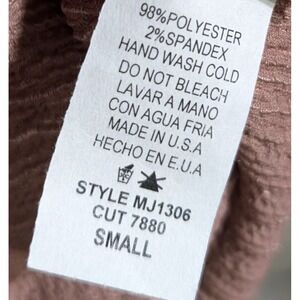 98%POLYESTER
2%SPANDEX
HAND WASH COLD
DO NOT BLEACH
LAVAR A MANO
CON AGUA FRIA
MADE IN U.S.A
HECHO EN E.U.A
STYLE MJ1306
CUT 7880
SMALL